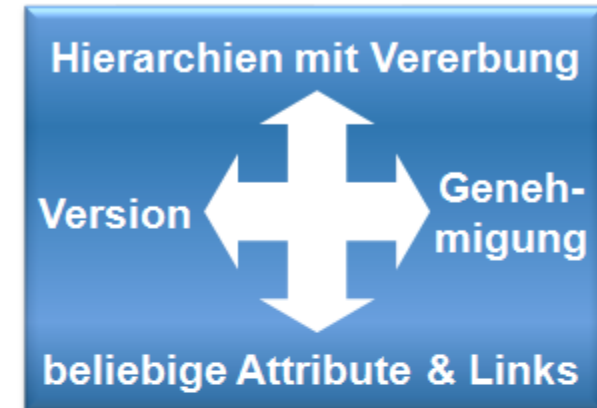 Hierarchien mit Vererbung
Version
Geneh-
migung
beliebige Attribute & Links